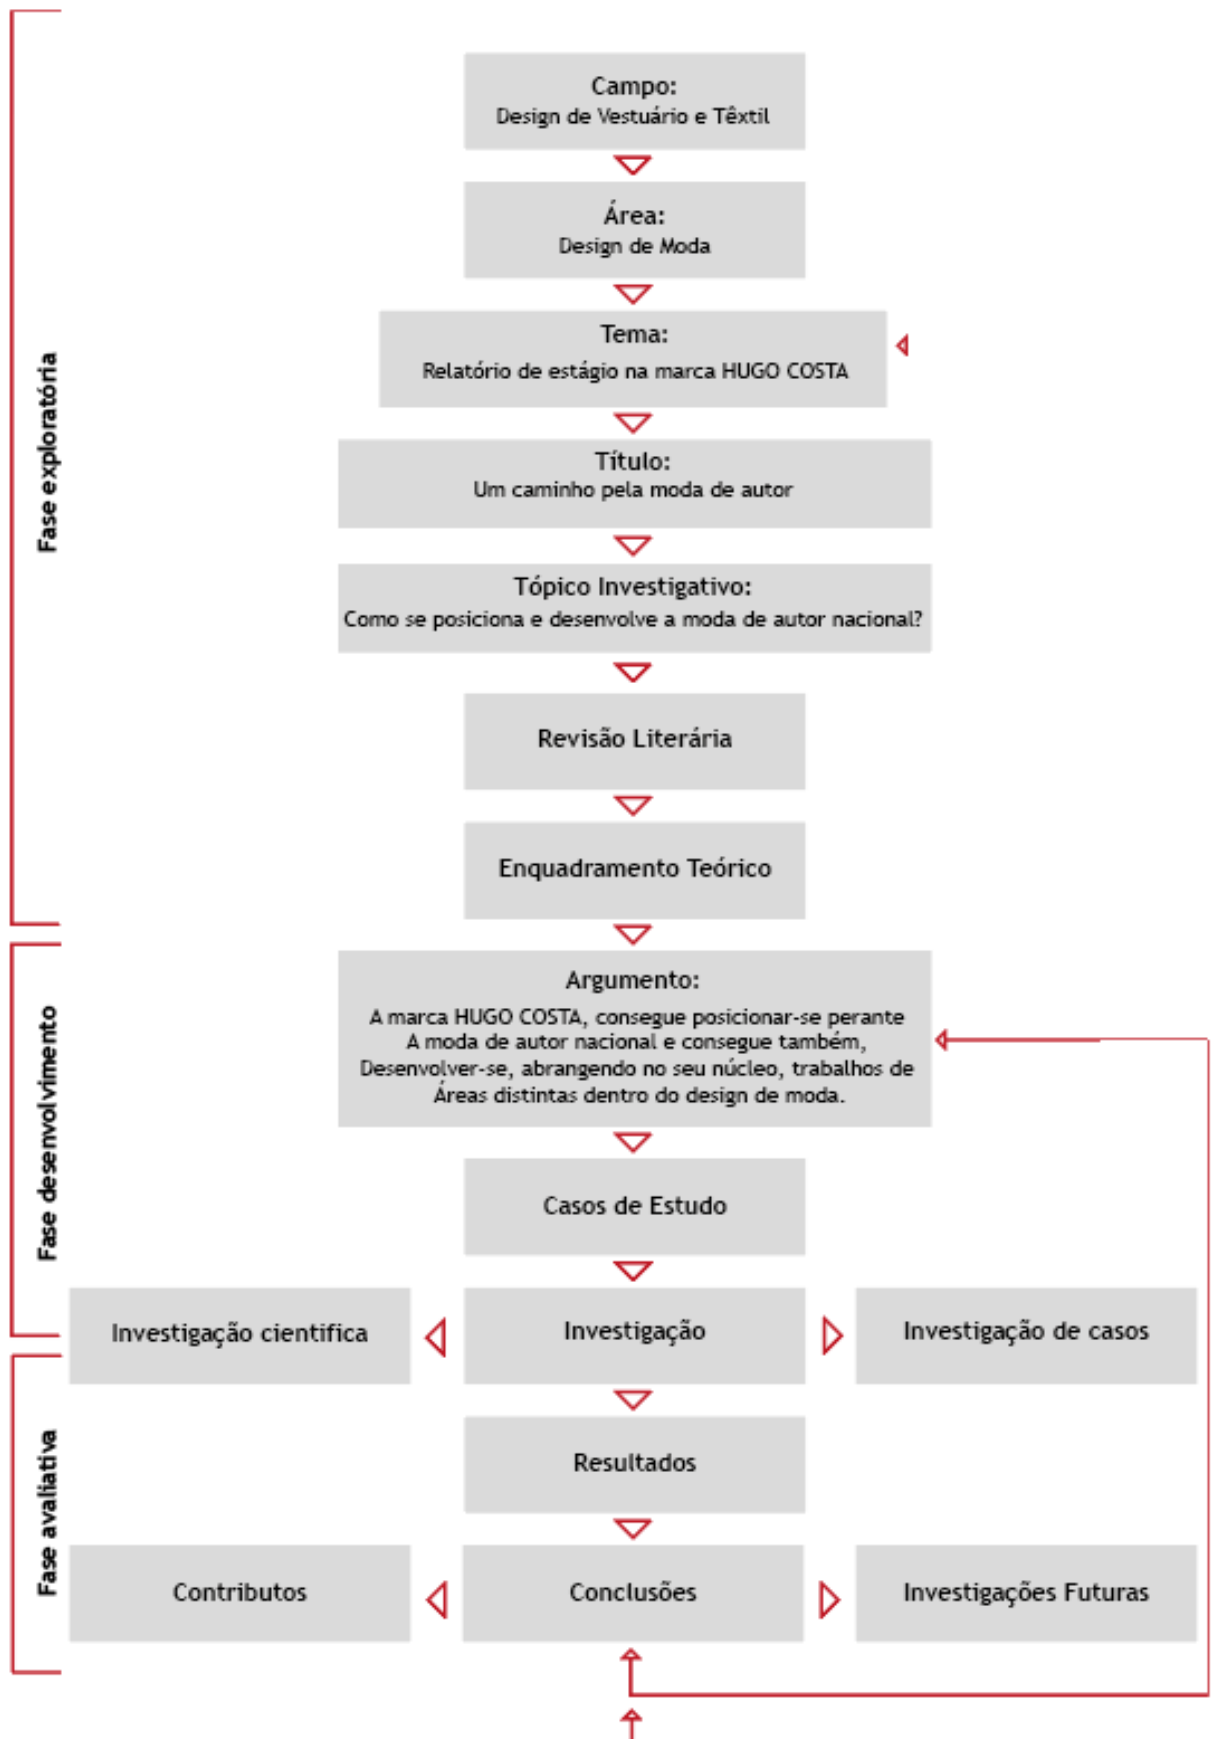 Fase exploratória
Campo:
Design de Vestuário e Têxtil
Área:
Design de Moda
Tema:
Relatório de estágio na marca HUGO COSTA
Título:
Um caminho pela moda de autor
Tópico Investigativo:
Como se posiciona e desenvolve a moda de autor nacional?
Revisão Literária
Enquadramento Teórico
Fase desenvolvimento
Argumento:
A marca HUGO COSTA, consegue posicionar-se perante
A moda de autor nacional e consegue também,
Desenvolver-se, abrangendo no seu núcleo, trabalhos de
Áreas distintas dentro do design de moda.
Casos de Estudo
Investigação cientifica
Investigação
Investigação de casos
Fase avaliativa
Resultados
Contributos
Conclusões
Investigações Futuras